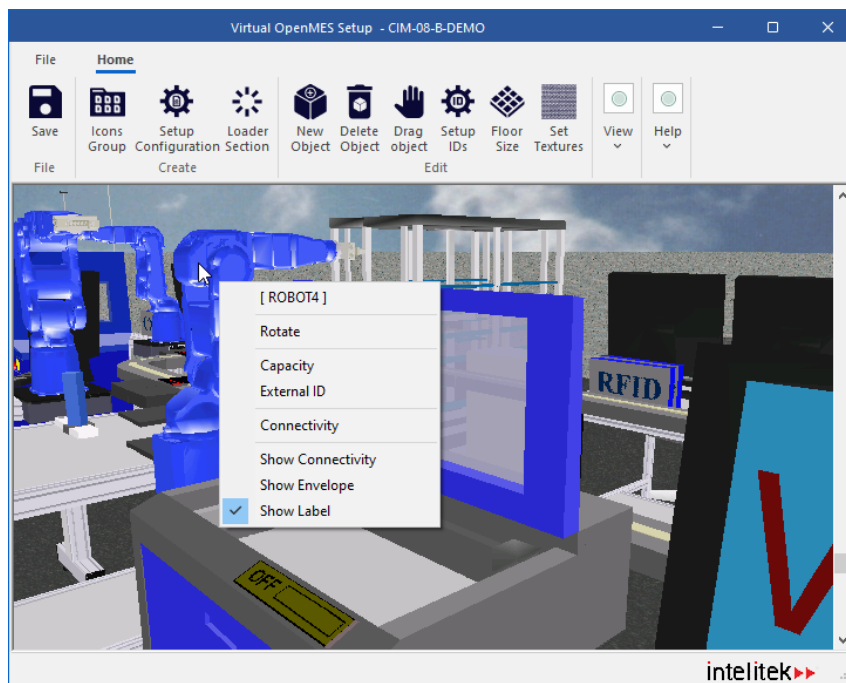 Virtual OpenMES Setup - CIM-08-B-DEMO
File Home
Save
Icons Group
Setup Configuration
Loader Section
New Object
Delete Object
Drag object
Setup IDs
Floor Size
Set Textures
View
Help
File
Create
Edit
[ ROBOT4 ]
Rotate
Capacity
External ID
Connectivity
Show Connectivity
Show Envelope
Show Label
RFID
OFF
intelitek